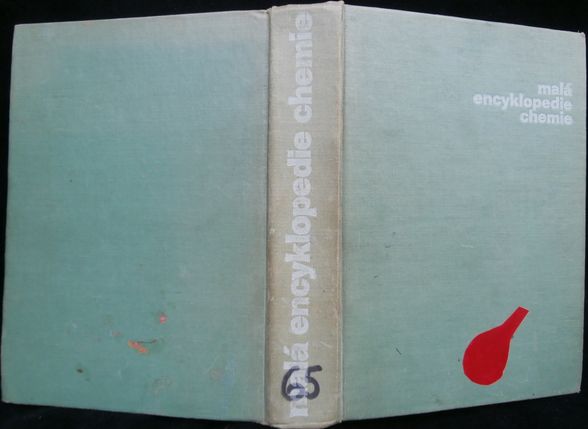 malá encyklopedie chemie
65
malá
encyklopedie
chemie